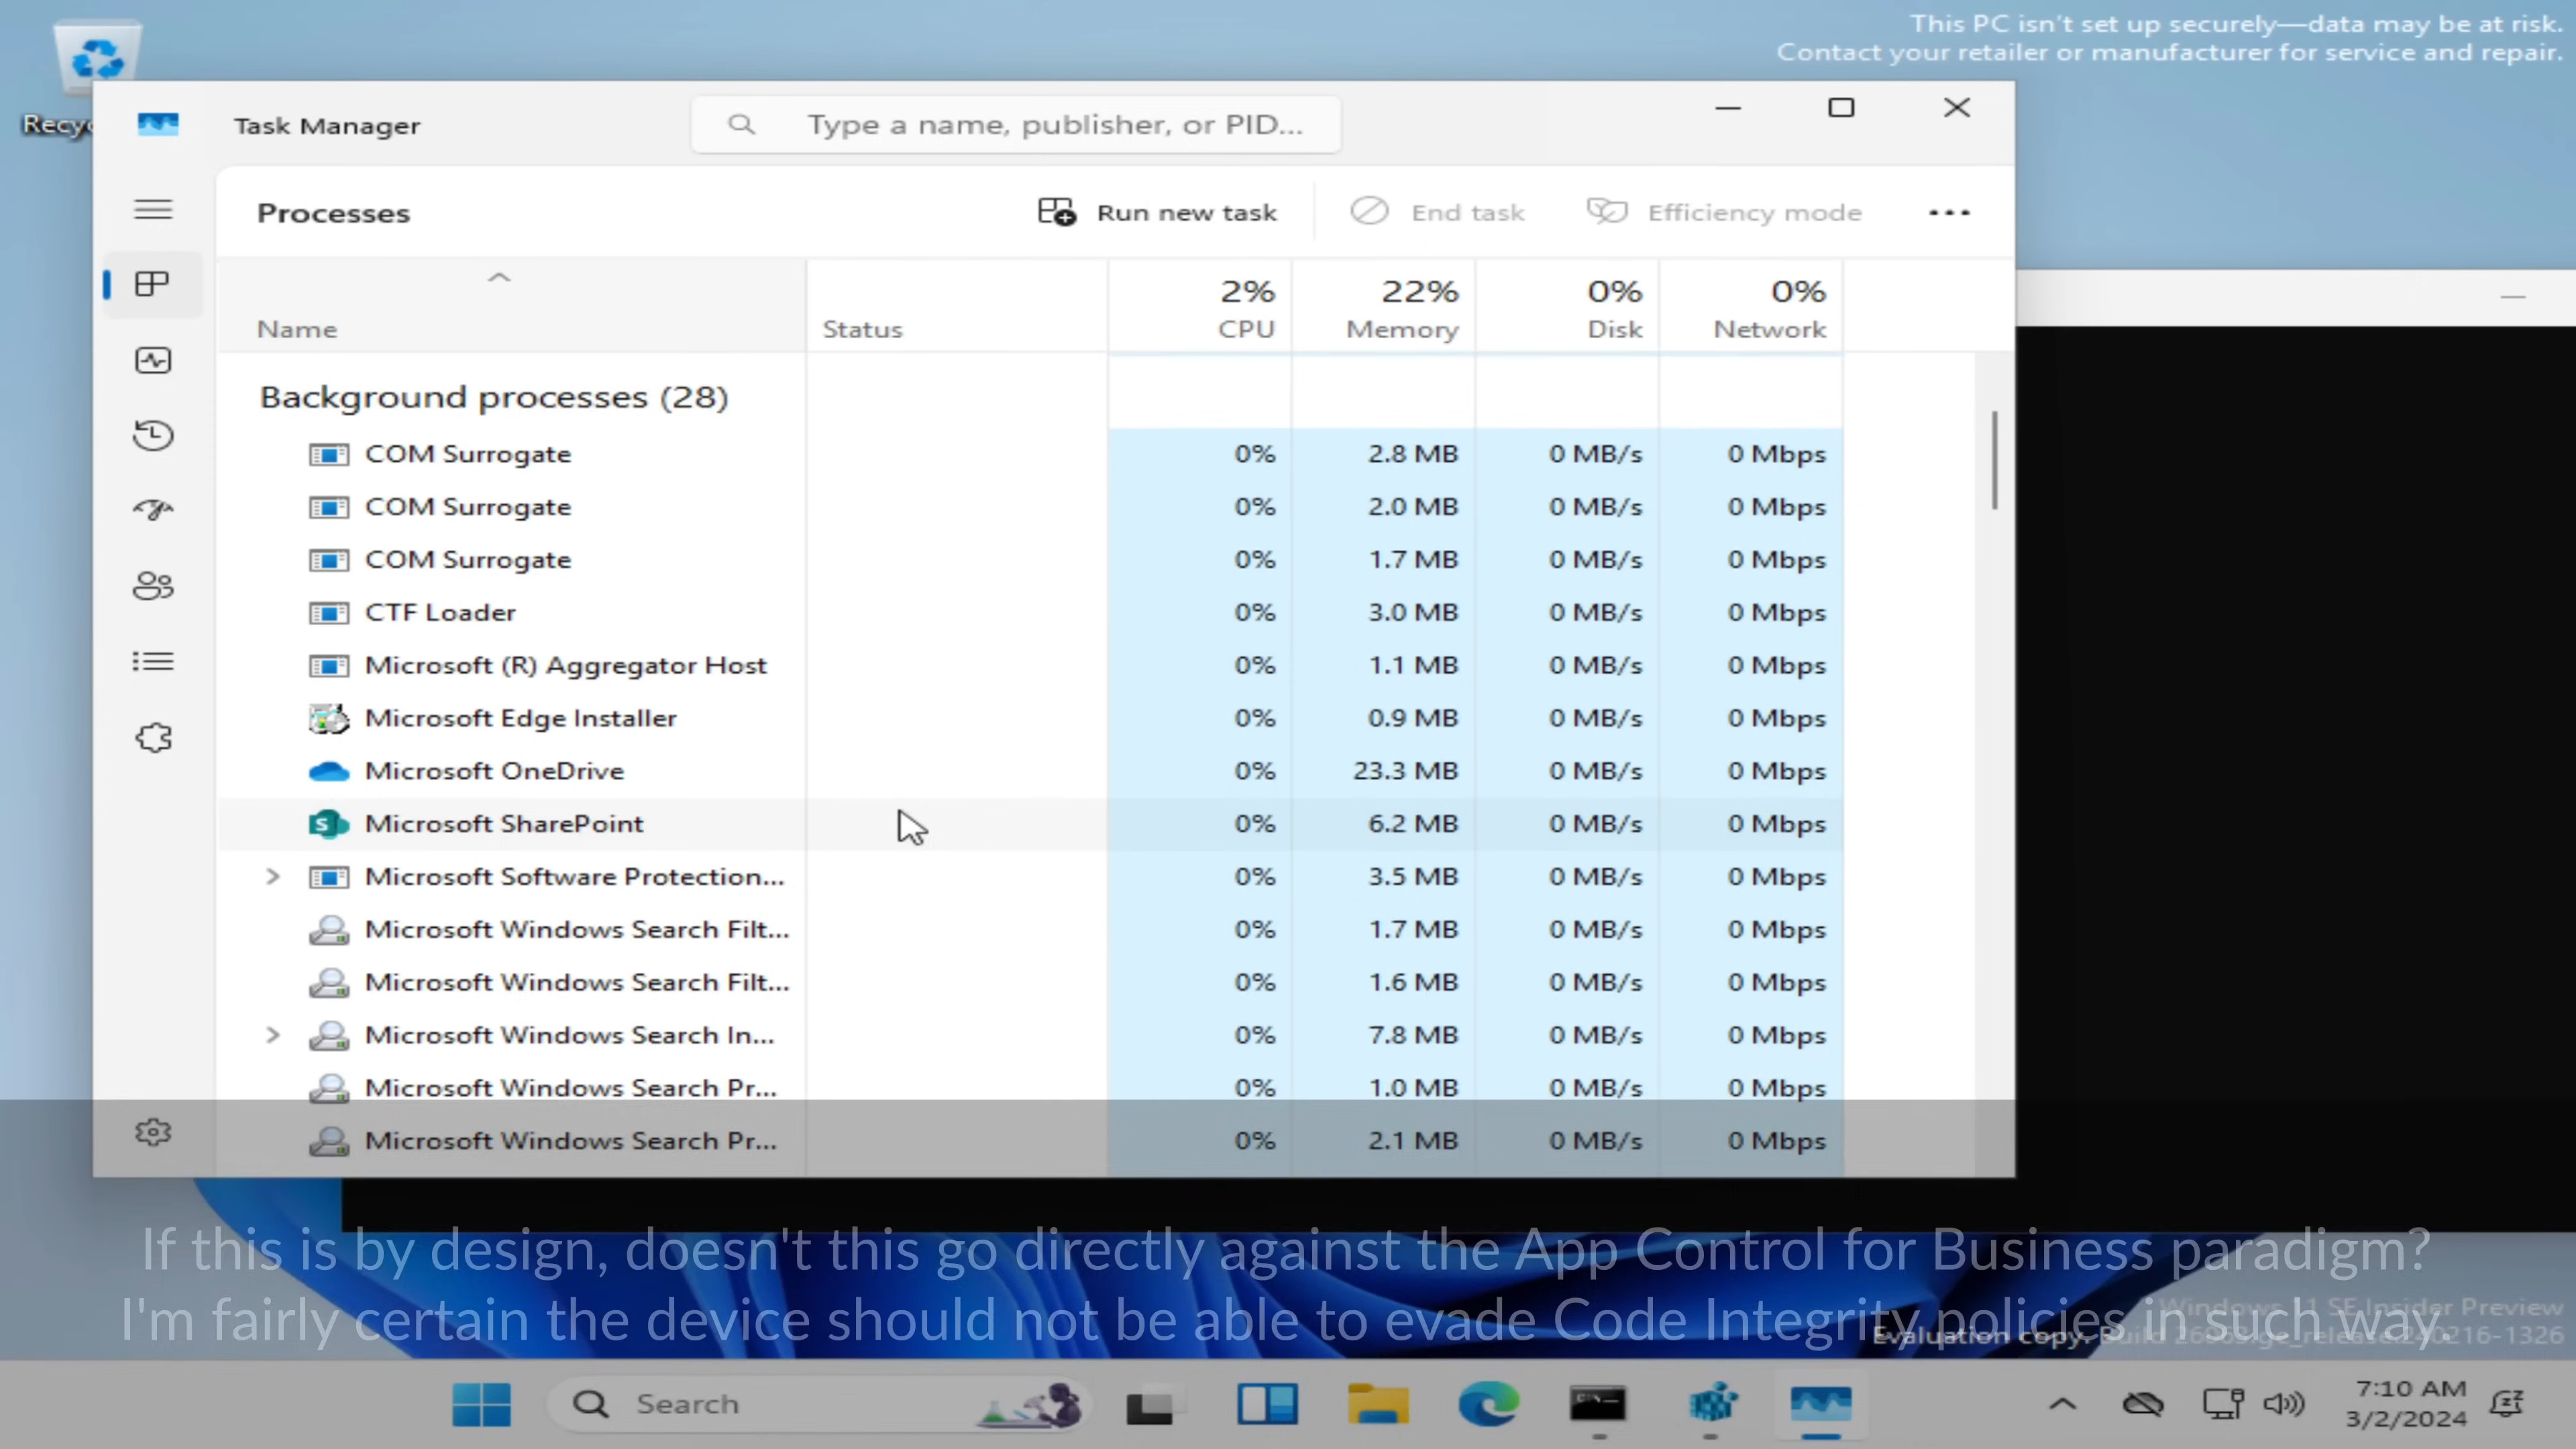 This PC isn't set up securely—data may be at risk.
Contact your retailer or manufacturer for service and repair.
Task Manager
Type a name, publisher, or PID...
Processes
Run new task
End task
Efficiency mode
2% 22% 0% 0%
Name Status CPU Memory Disk Network
Background processes (28)
COM Surrogate 0% 2.8 MB 0 MB/s 0 Mbps
COM Surrogate 0% 2.0 MB 0 MB/s 0 Mbps
COM Surrogate 0% 1.7 MB 0 MB/s 0 Mbps
CTF Loader 0% 3.0 MB 0 MB/s 0 Mbps
Microsoft (R) Aggregator Host 0% 1.1 MB 0 MB/s 0 Mbps
Microsoft Edge Installer 0% 0.9 MB 0 MB/s 0 Mbps
Microsoft OneDrive 0% 23.3 MB 0 MB/s 0 Mbps
Microsoft SharePoint 0% 6.2 MB 0 MB/s 0 Mbps
Microsoft Software Protection... 0% 3.5 MB 0 MB/s 0 Mbps
Microsoft Windows Search Filt... 0% 1.7 MB 0 MB/s 0 Mbps
Microsoft Windows Search Filt... 0% 1.6 MB 0 MB/s 0 Mbps
Microsoft Windows Search In... 0% 7.8 MB 0 MB/s 0 Mbps
Microsoft Windows Search Pr... 0% 1.0 MB 0 MB/s 0 Mbps
Microsoft Windows Search Pr... 0% 2.1 MB 0 MB/s 0 Mbps
If this is by design, doesn't this go directly against the App Control for Business paradigm?
I'm fairly certain the device should not be able to evade Code Integrity policies in such way.
SE Insider Preview
Evaluation copy.
Search
7:10 AM
3/2/2024